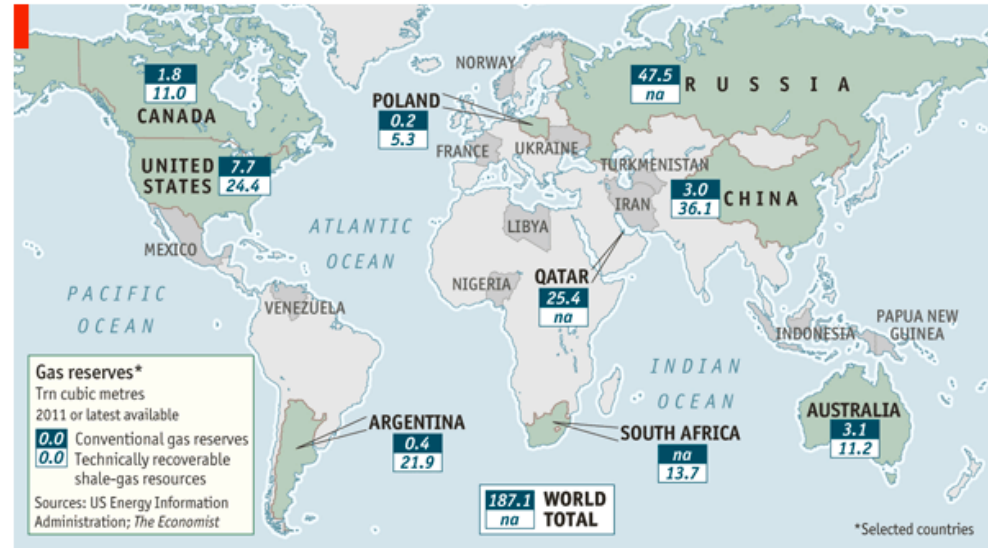 NORWAY
1.8
11.0
CANADA
47.5
na
RUSSIA
POLAND
0.2
5.3
FRANCE
UKRAINE
UNITED
STATES
7.7
24.4
TURKMENISTAN
3.0
36.1
CHINA
IRAN
ATLANTIC
OCEAN
LIBYA
MEXICO
NIGERIA
QATAR
25.4
na
PACIFIC
OCEAN
VENEZUELA
INDONESIA
PAPUA NEW
GUINEA
INDIAN
OCEAN
Gas reserves*
Trn cubic metres
2011 or latest available
0.0 Conventional gas reserves
0.0 Technically recoverable
shale-gas resources
Sources: US Energy Information
Administration; The Economist
ARGENTINA
0.4
21.9
SOUTH AFRICA
na
13.7
AUSTRALIA
3.1
11.2
187.1
na
WORLD
TOTAL
*Selected countries